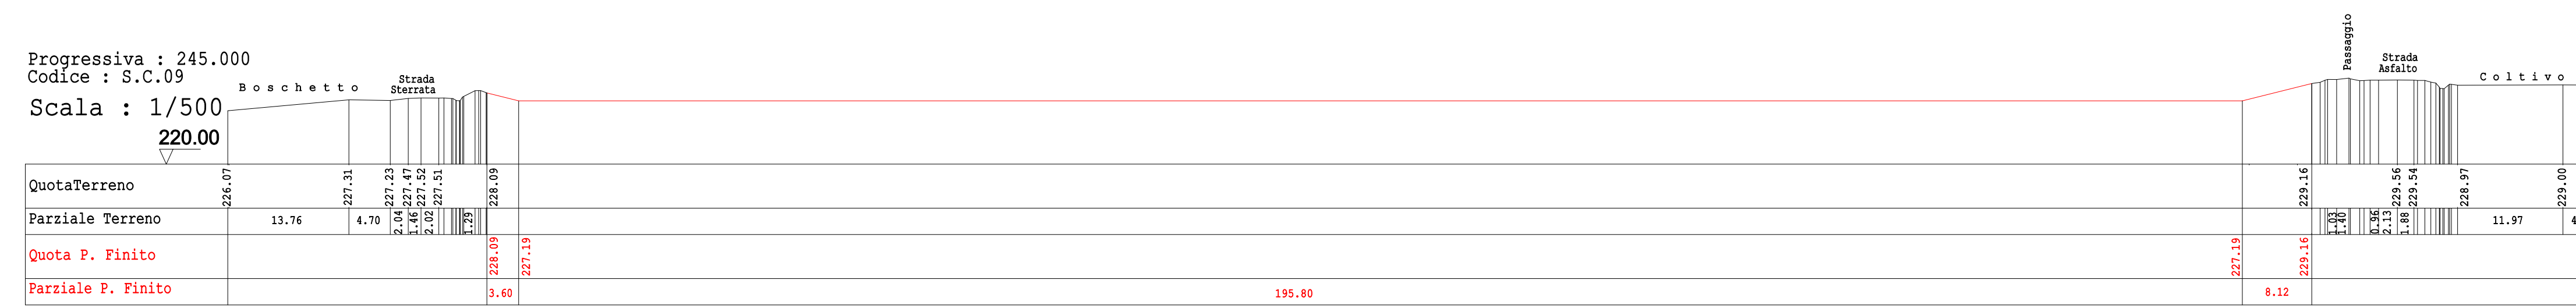 Passaggio
Progressiva : 245.000
Codice : S.C.09
Scala : 1/500
220.00
Boschetto
Strada
Sterrata
Strada
Asfalto
Coltivo
QuotaTerreno 226.07 227.31 227.23 227.47 227.52 227.51 228.09 229.16 229.56 229.54 228.97 229.00
Parziale Terreno 13.76 4.70 2.04 1.46 2.02 1.29 1.03 1.40 0.96 2.13 1.88 11.97 4
Quota P. Finito 228.09 227.19 227.19 229.16
Parziale P. Finito 3.60 195.80 8.12